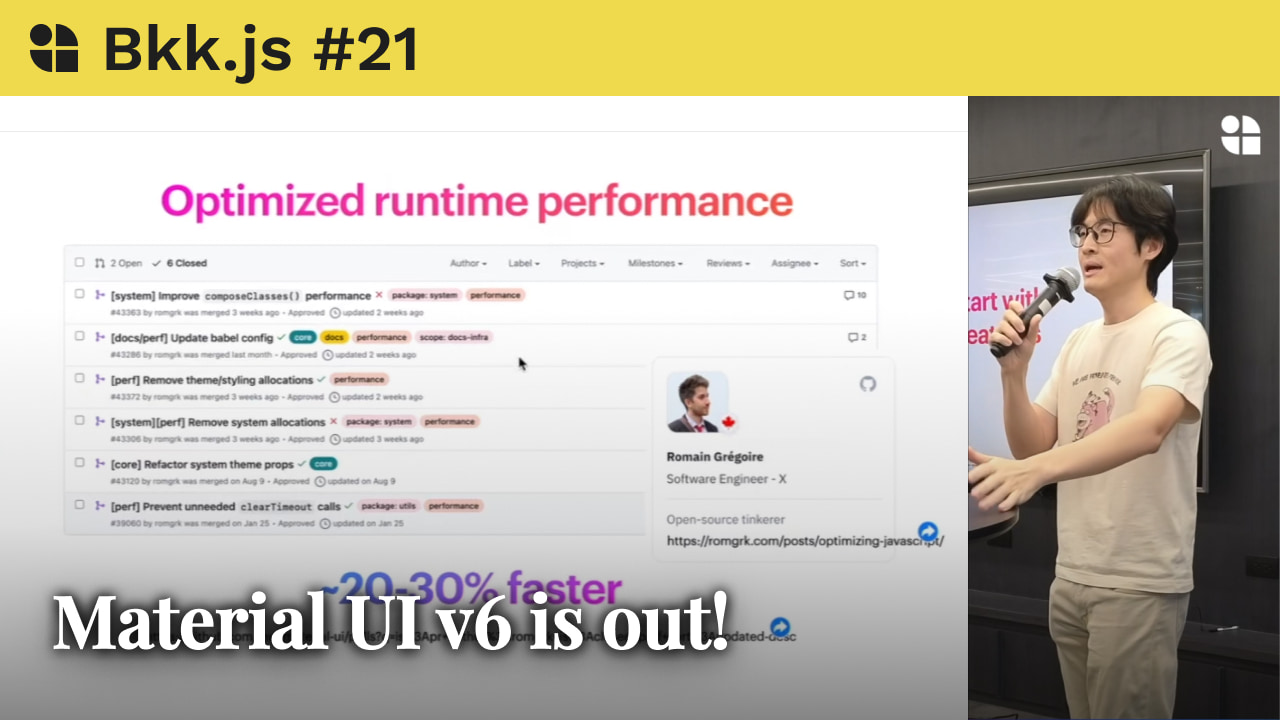 Bkk.js #21
Optimized runtime performance
2 Open 6 Closed Author Label Projects Milestones Reviews Assignee Sort
[system] Improve composeClasses() performance package: system performance 10
#43363 by romgrk was merged 3 weeks ago • Approved updated 2 weeks ago
[docs/perf] Update babel config core docs performance scope: docs-infra 2
#43286 by romgrk was merged last month • Approved updated 2 weeks ago
[perf] Remove theme/styling allocations performance
#43372 by romgrk was merged 3 weeks ago • Approved updated 2 weeks ago
[system][perf] Remove system allocations package: system performance
#43306 by romgrk was merged 3 weeks ago • Approved updated 3 weeks ago
[core] Refactor system theme props core
#43120 by romgrk was merged on Aug 9 • Approved updated on Aug 9
[perf] Prevent unneeded clearTimeout calls package: utils performance
#39060 by romgrk was merged on Jan 25 • Approved updated on Jan 25
Romain Grégoire
Software Engineer - X
Open-source tinkerer
https://romgrk.com/posts/optimizing-javascript/
~20-30% faster
Material UI v6 is out!